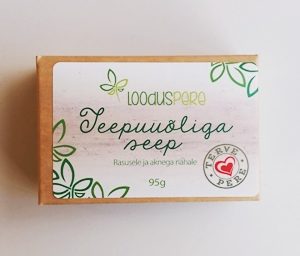 LOODUSPERE
Teepuuõliga
seep
Rasusele ja aknega nahale
95g
TERVE
PERE